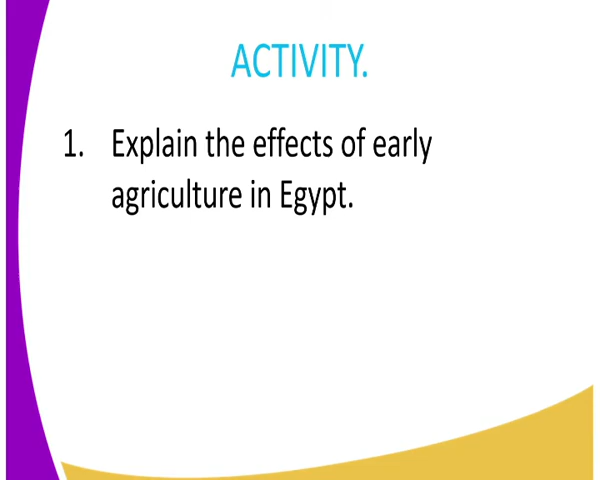 ACTIVITY.
1. Explain the effects of early
agriculture in Egypt.